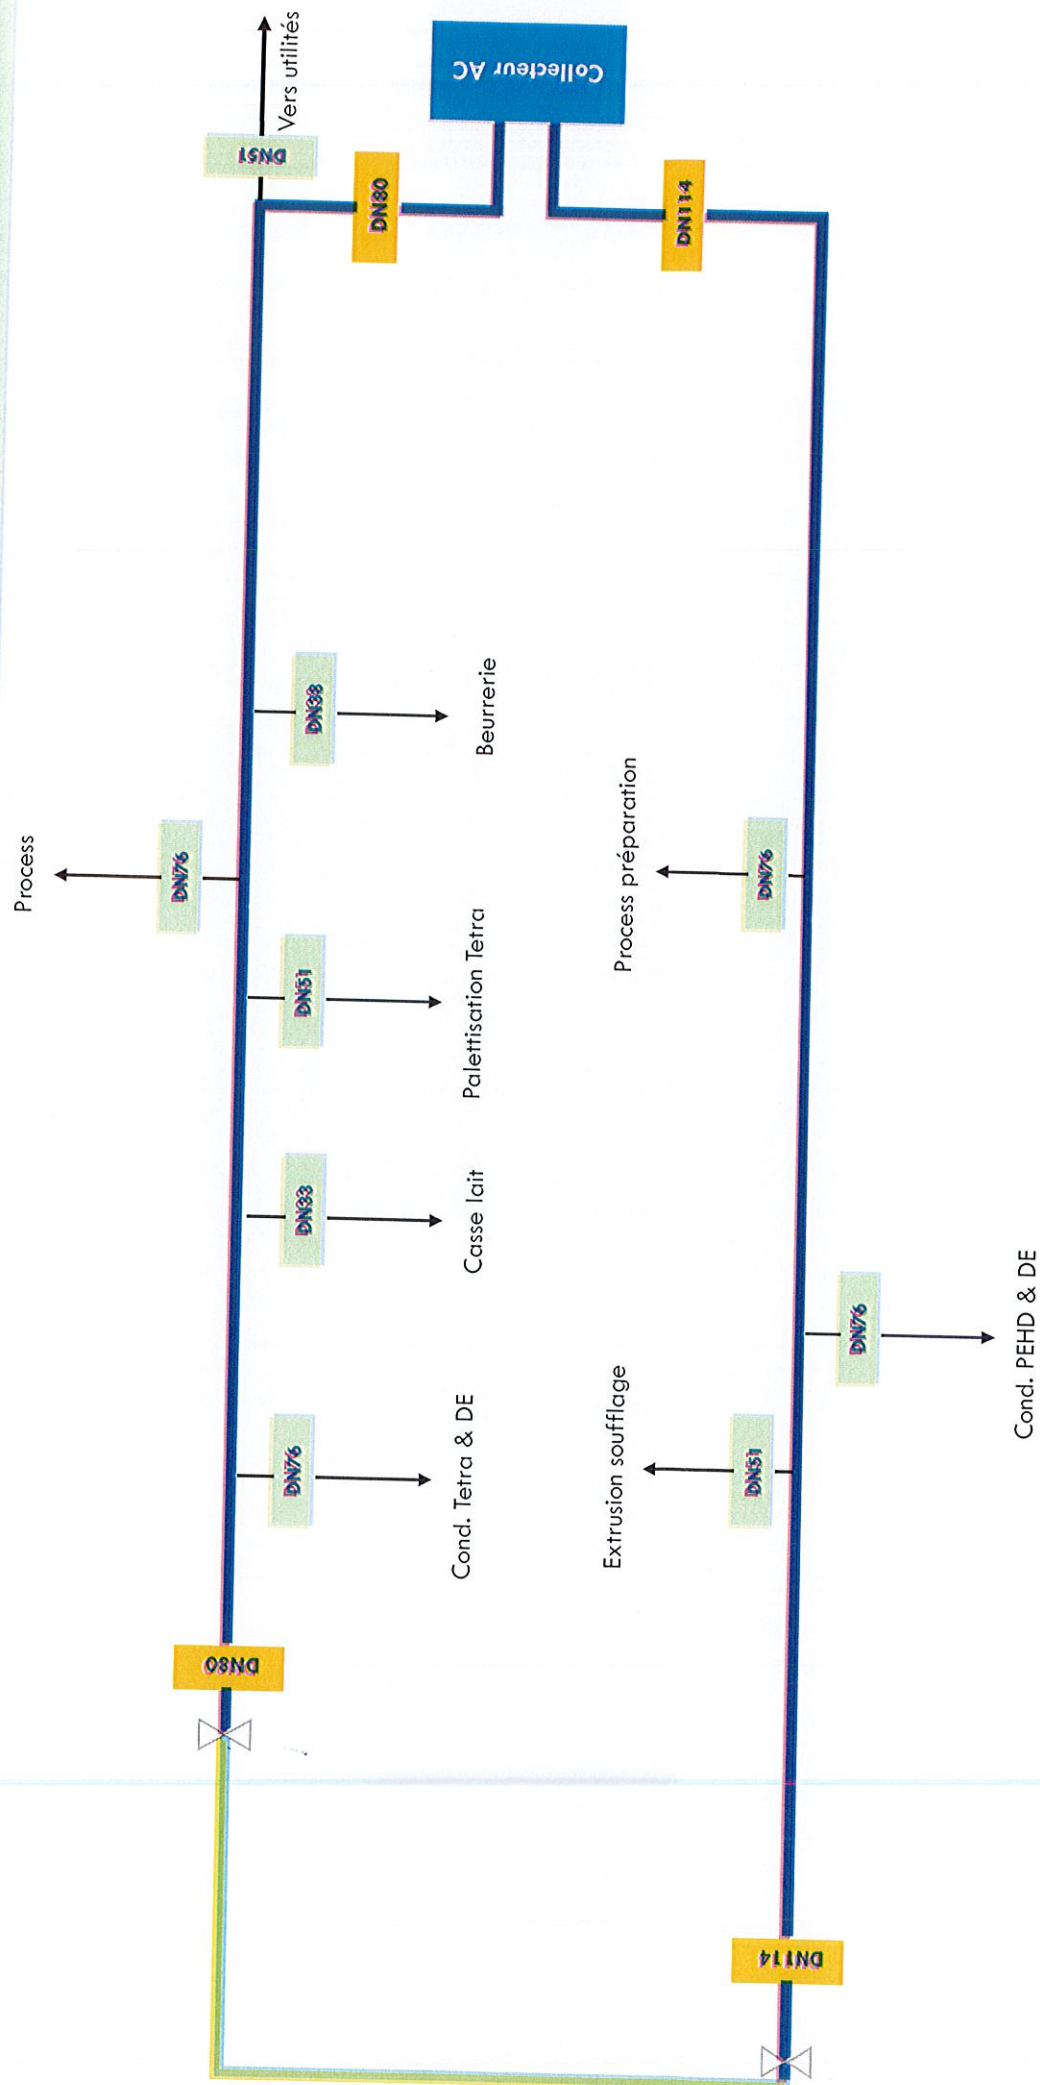 Vers utilités
DN51
Collecteur AC
DN80
DN114
DN38
Beurrerie
Process
DN76
Process préparation
DN76
DN51
Palettisation Tetra
DN33
Casse lait
DN76
Cond. PEHD & DE
DN76
Cond. Tetra & DE
Extrusion soufflage
DN51
DN80
DN114